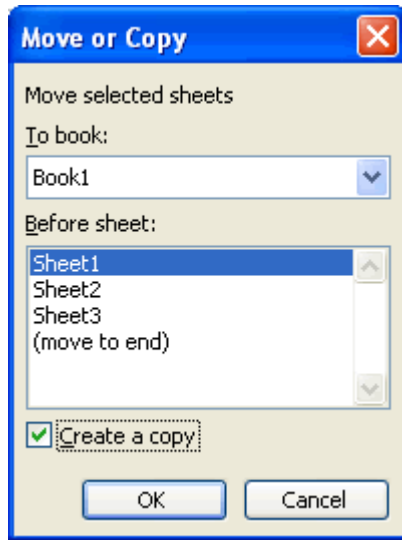 Move or Copy
Move selected sheets
To book:
Book1
Before sheet:
Sheet1
Sheet2
Sheet3
(move to end)
Create a copy
OK Cancel